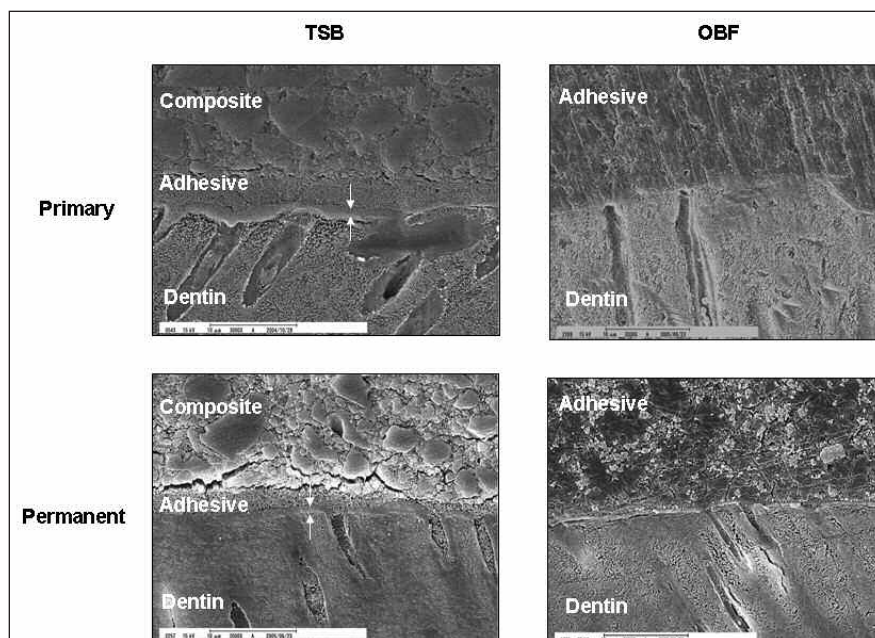 TSB OBF
Composite
Adhesive
Dentin
Adhesive
Dentin
Primary
Composite
Adhesive
Dentin
Adhesive
Dentin
Permanent